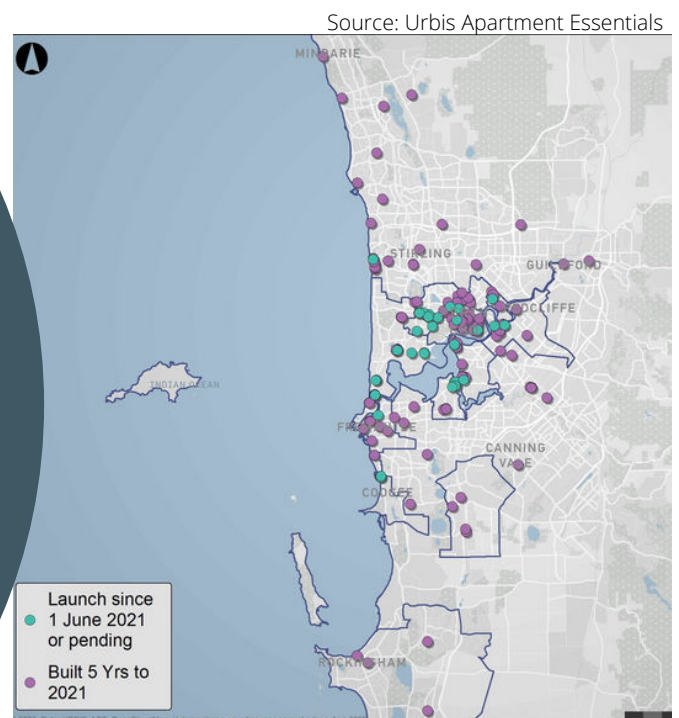 Source: Urbis Apartment Essentials
MINDARIE
STIRLING
GUILDFORD
INDIAN OCEAN
CANNING
VALE
COOGEE
ROCKINGHAM
Launch since
1 June 2021
or pending
Built 5 Yrs to
2021